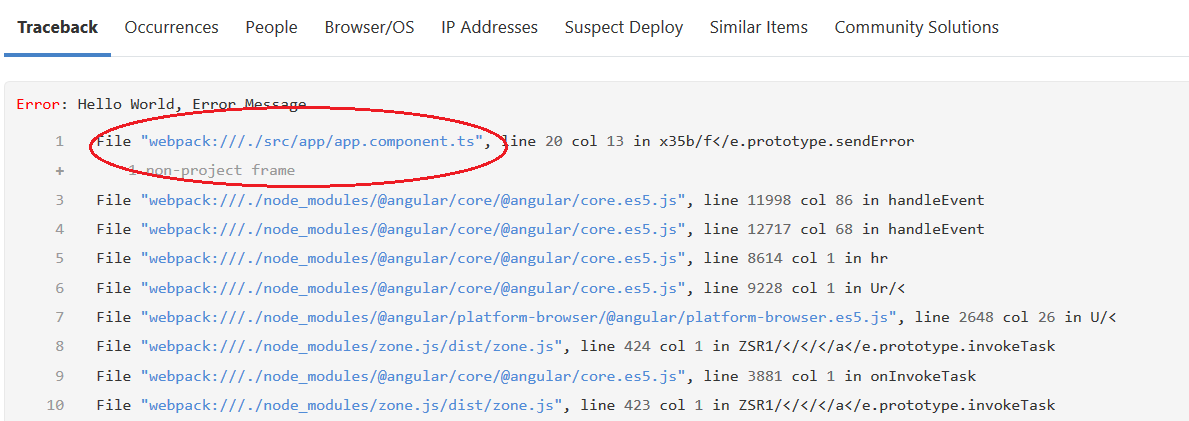 Traceback Occurrences People Browser/OS IP Addresses Suspect Deploy Similar Items Community Solutions
Error: Hello World, Error Message
1 File "webpack:///./src/app/app.component.ts", line 20 col 13 in x35b/f</e.prototype.sendError
+ 1 non-project frame
3 File "webpack:///./node_modules/@angular/core/@angular/core.es5.js", line 11998 col 86 in handleEvent
4 File "webpack:///./node_modules/@angular/core/@angular/core.es5.js", line 12717 col 68 in handleEvent
5 File "webpack:///./node_modules/@angular/core/@angular/core.es5.js", line 8614 col 1 in hr
6 File "webpack:///./node_modules/@angular/core/@angular/core.es5.js", line 9228 col 1 in Ur/<
7 File "webpack:///./node_modules/@angular/platform-browser/@angular/platform-browser.es5.js", line 2648 col 26 in U/<
8 File "webpack:///./node_modules/zone.js/dist/zone.js", line 424 col 1 in ZSR1/</</</a</e.prototype.invokeTask
9 File "webpack:///./node_modules/@angular/core/@angular/core.es5.js", line 3881 col 1 in onInvokeTask
10 File "webpack:///./node_modules/zone.js/dist/zone.js", line 423 col 1 in ZSR1/</</</a</e.prototype.invokeTask